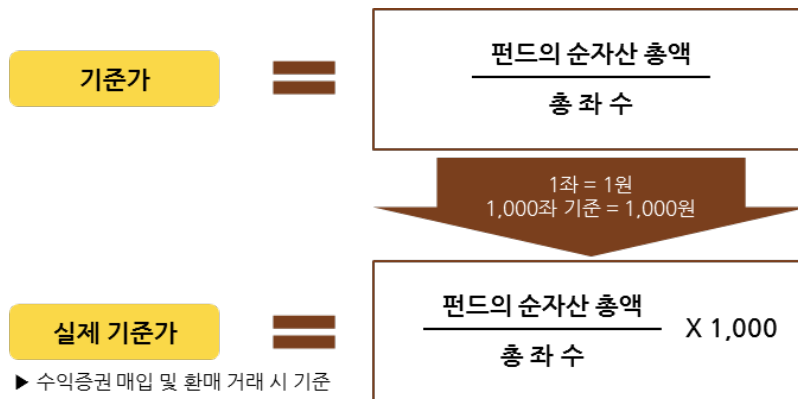 기준가
펀드의 순자산 총액
총 좌 수
1좌 = 1원
1,000좌 기준 = 1,000원
실제 기준가
펀드의 순자산 총액
총 좌 수
X 1,000
▶ 수익증권 매입 및 환매 거래 시 기준